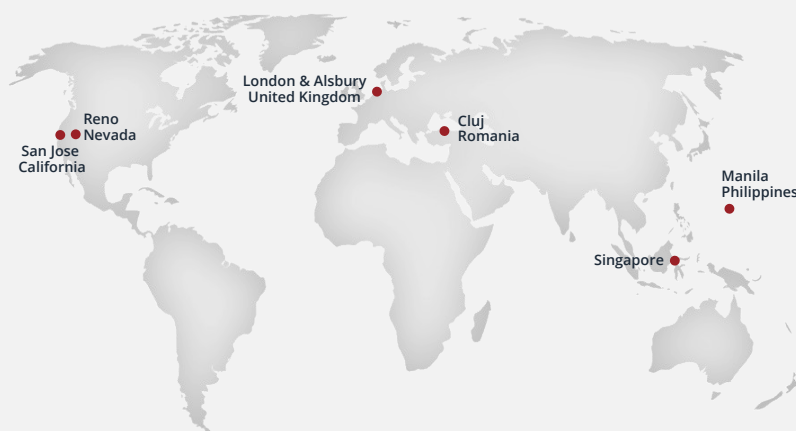 London & Alsbury
United Kingdom
Reno
Nevada
San Jose
California
Cluj
Romania
Manila
Philippines
Singapore